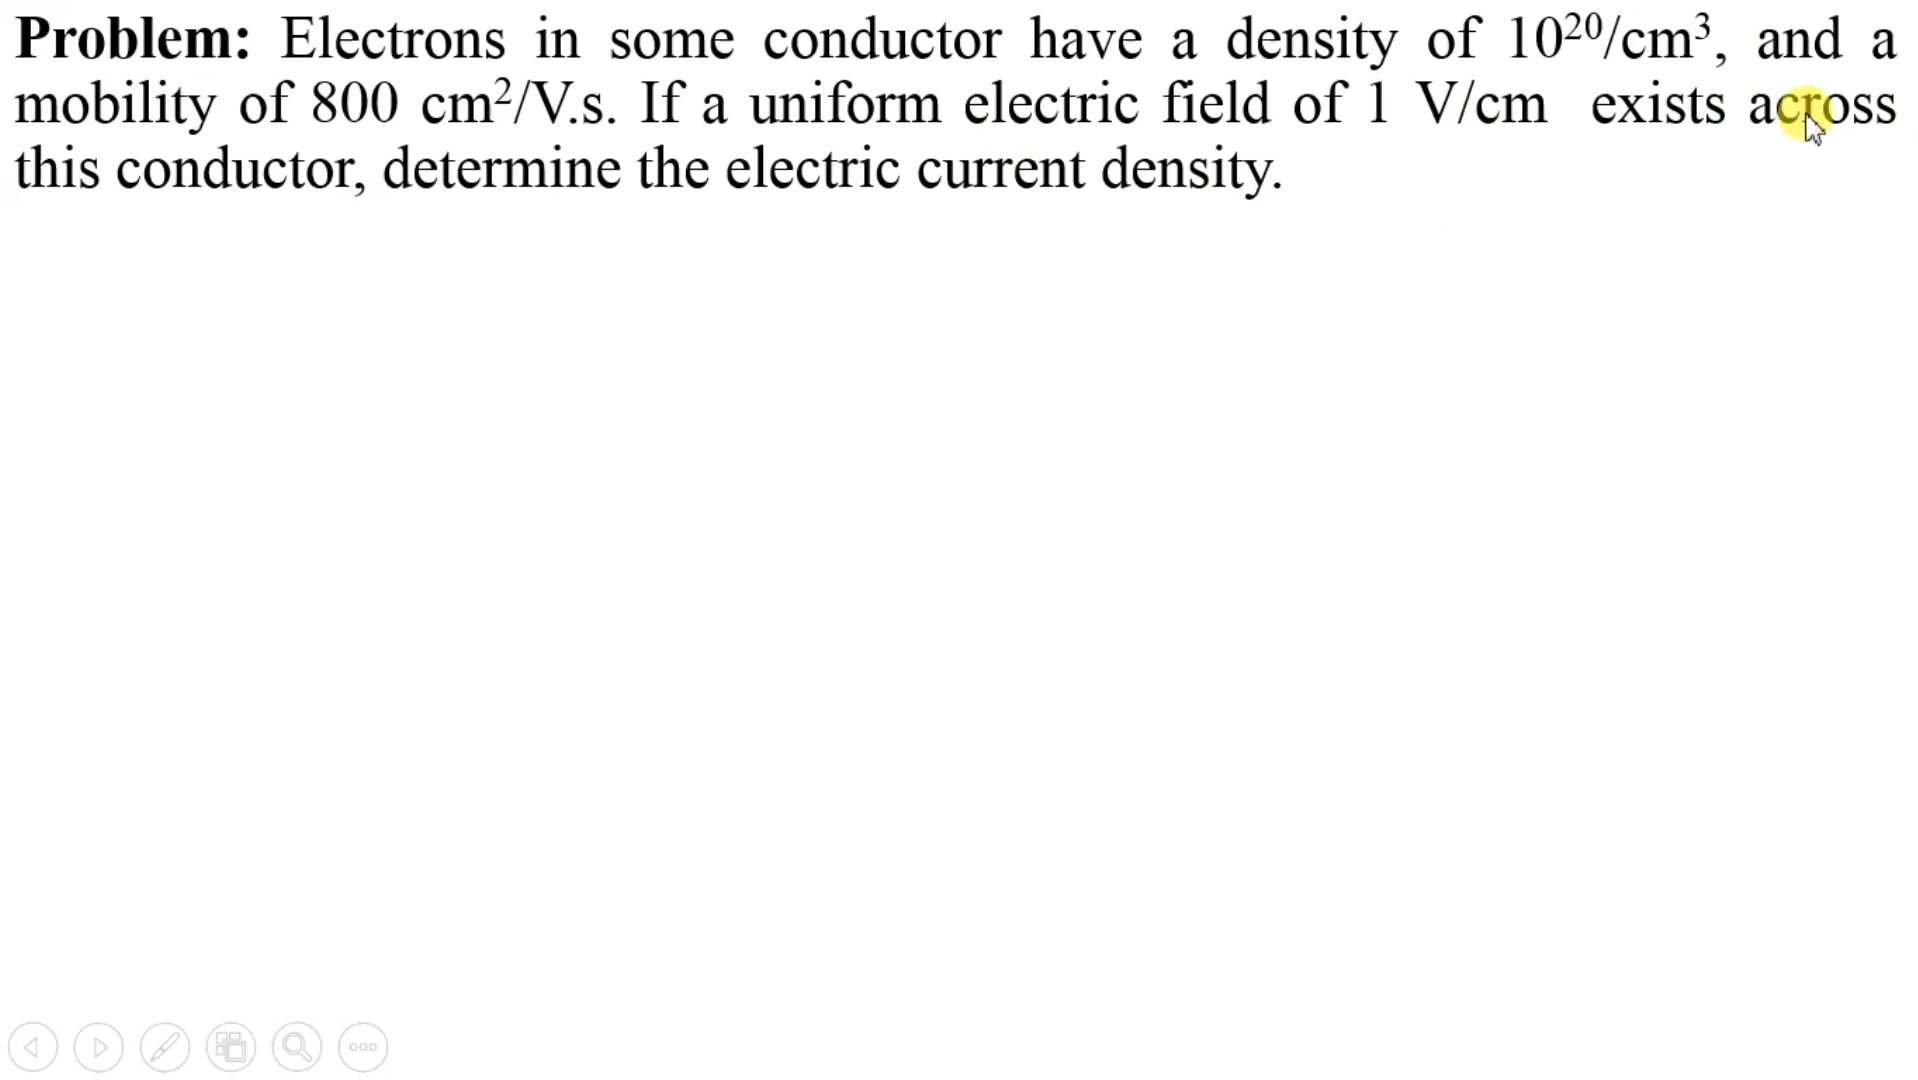 Problem: Electrons in some conductor have a density of 10²⁰/cm³, and a
mobility of 800 cm²/V.s. If a uniform electric field of 1 V/cm exists across
this conductor, determine the electric current density.